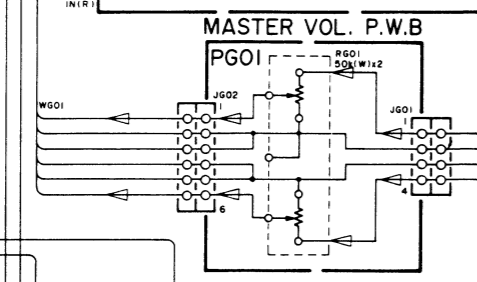 IN(R)
MASTER VOL. P.W.B
PG01
RG01
50k(W)x2
WG01
JG02
JG01
1
1
6
4